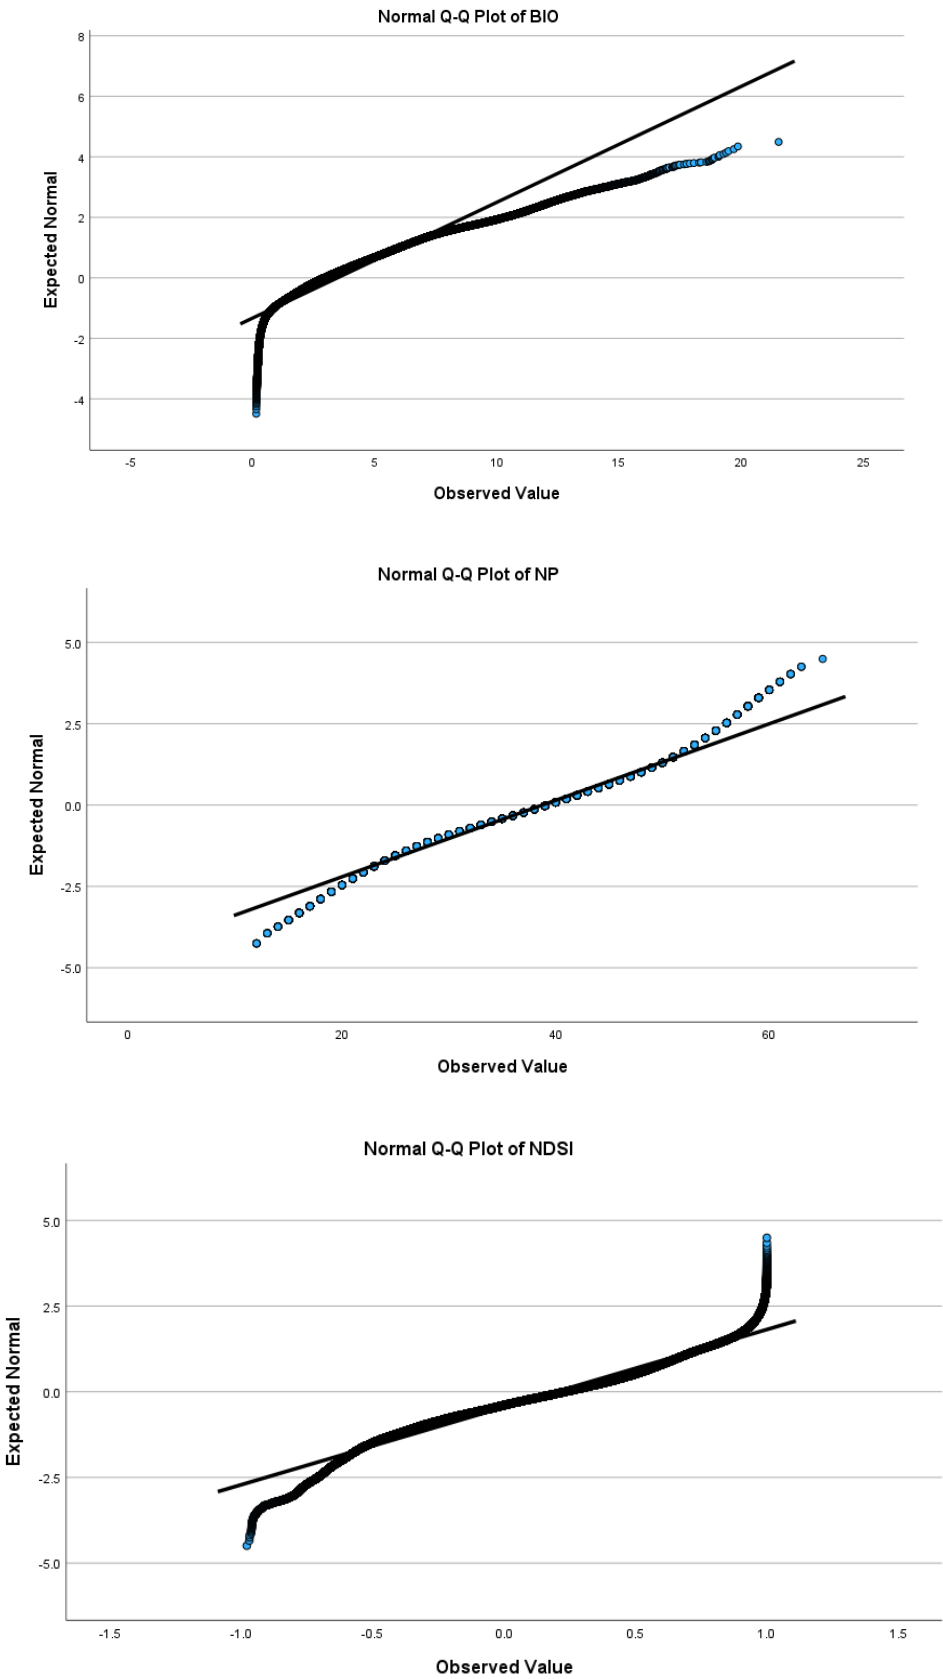 Normal Q-Q Plot of BIO
8
6
4
2
0
-2
-4
Expected Normal
-5 0 5 10 15 20 25
Observed Value
Normal Q-Q Plot of NP
5.0
2.5
0.0
-2.5
-5.0
Expected Normal
0 20 40 60
Observed Value
Normal Q-Q Plot of NDSI
5.0
2.5
0.0
-2.5
-5.0
Expected Normal
-1.5 -1.0 -0.5 0.0 0.5 1.0 1.5
Observed Value